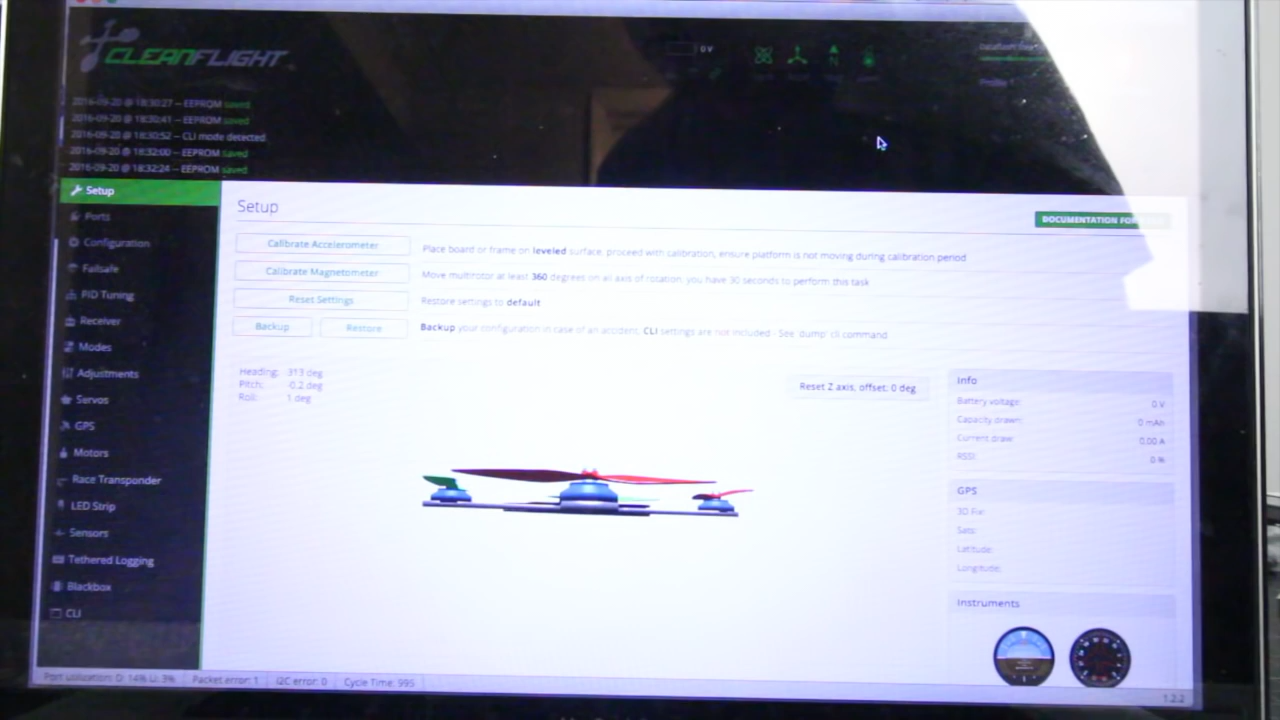 CLEANFLIGHT
0 V
2016-09-20 @ 18:30:27 -- EEPROM saved
2016-09-20 @ 18:30:41 -- EEPROM saved
2016-09-20 @ 18:30:52 -- CLI mode detected
2016-09-20 @ 18:32:00 -- EEPROM saved
2016-09-20 @ 18:32:24 -- EEPROM saved
Setup
Ports
Configuration
Failsafe
PID Tuning
Receiver
Modes
Adjustments
Servos
GPS
Motors
Race Transponder
LED Strip
Sensors
Tethered Logging
Blackbox
CLI
Setup
DOCUMENTATION FOR
Calibrate Accelerometer
Place board or frame on leveled surface, proceed with calibration, ensure platform is not moving during calibration period
Calibrate Magnetometer
Move multirotor at least 360 degrees on all axis of rotation, you have 30 seconds to perform this task
Reset Settings
Restore settings to default
Backup
Restore
Backup your configuration in case of an accident, CLI settings are not included - See 'dump' cli command
Heading: 313 deg
Pitch: -0.2 deg
Roll: 1 deg
Reset Z axis, offset: 0 deg
Info
Battery voltage: 0 V
Capacity drawn: 0 mAh
Current draw: 0.00 A
RSSI: 0 %
GPS
3D Fix:
Sats:
Latitude:
Longitude:
Instruments
Port utilization: D: 14% U: 3%
Packet error: 1
I2C error: 0
Cycle Time: 995
1.2.2